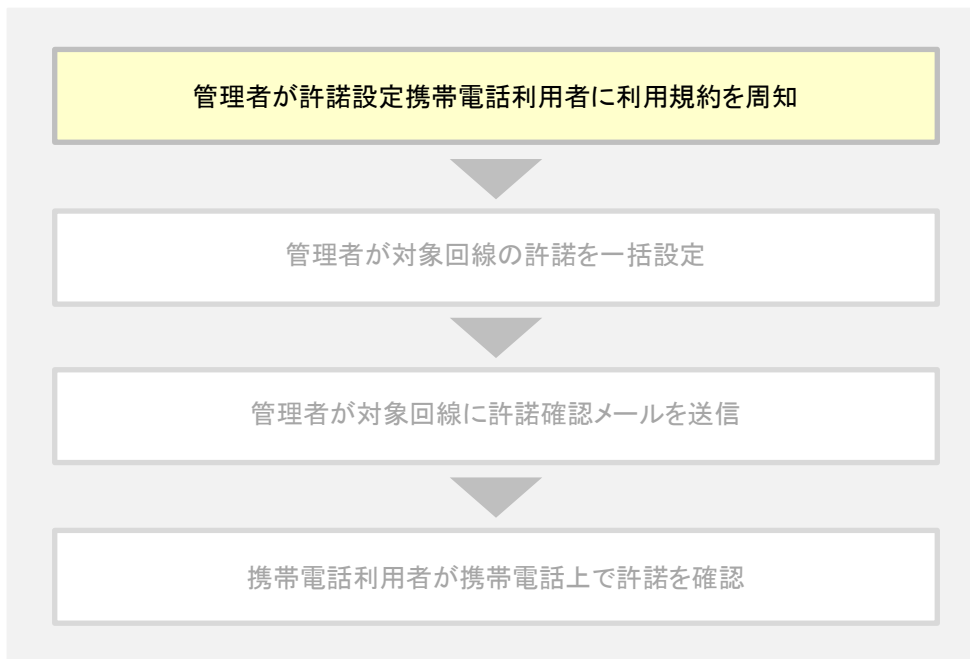 管理者が許諾設定携帯電話利用者に利用規約を周知
管理者が対象回線の許諾を一括設定
管理者が対象回線に許諾確認メールを送信
携帯電話利用者が携帯電話上で許諾を確認